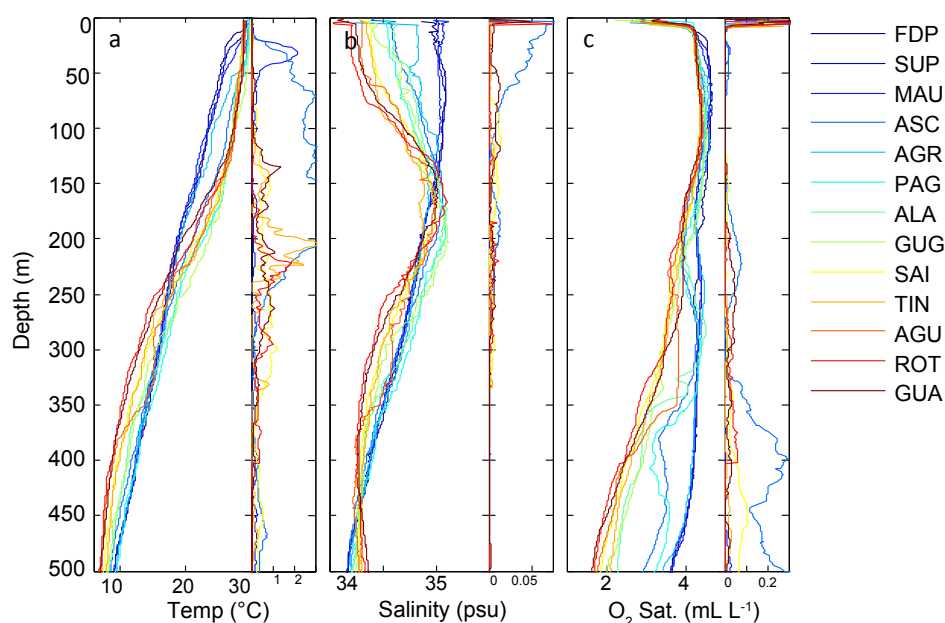 a b c
0
50
100
150
200
250
300
350
400
450
500
Depth (m)
10 20 30 1 2
34 35 0 0.05
2 4 0 0.2
Temp (°C) Salinity (psu) O2 Sat. (mL L-1)
FDP
SUP
MAU
ASC
AGR
PAG
ALA
GUG
SAI
TIN
AGU
ROT
GUA